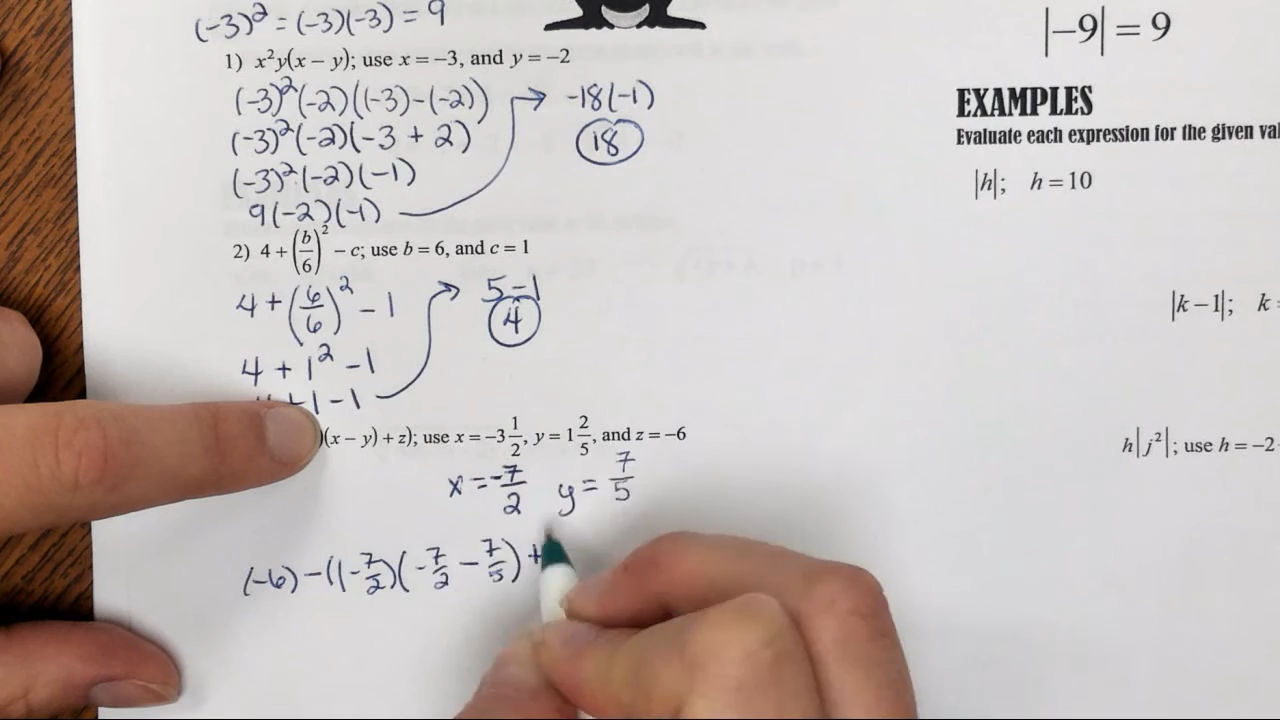 (-3)² = (-3)(-3) = 9
1) x²y(x – y); use x = –3, and y = –2
(-3)²(-2)((-3)-(-2))
(-3)²(-2)(-3 + 2)
(-3)²(-2)(-1)
9(-2)(-1)
-18(-1)
18
2) 4 + (b/6)² – c; use b = 6, and c = 1
4 + (6/6)² - 1
4 + 1² - 1
+ 1 - 1
5 - 1
4
)(x – y) + z); use x = –3 1/2, y = 1 2/5, and z = –6
x = -7/2 y = 7/5
(-6) - ((-7/2)(-7/2 - 7/5) +
|–9| = 9
EXAMPLES
Evaluate each expression for the given
|h|; h = 10
|k – 1|; k =
h|j²|; use h = –2